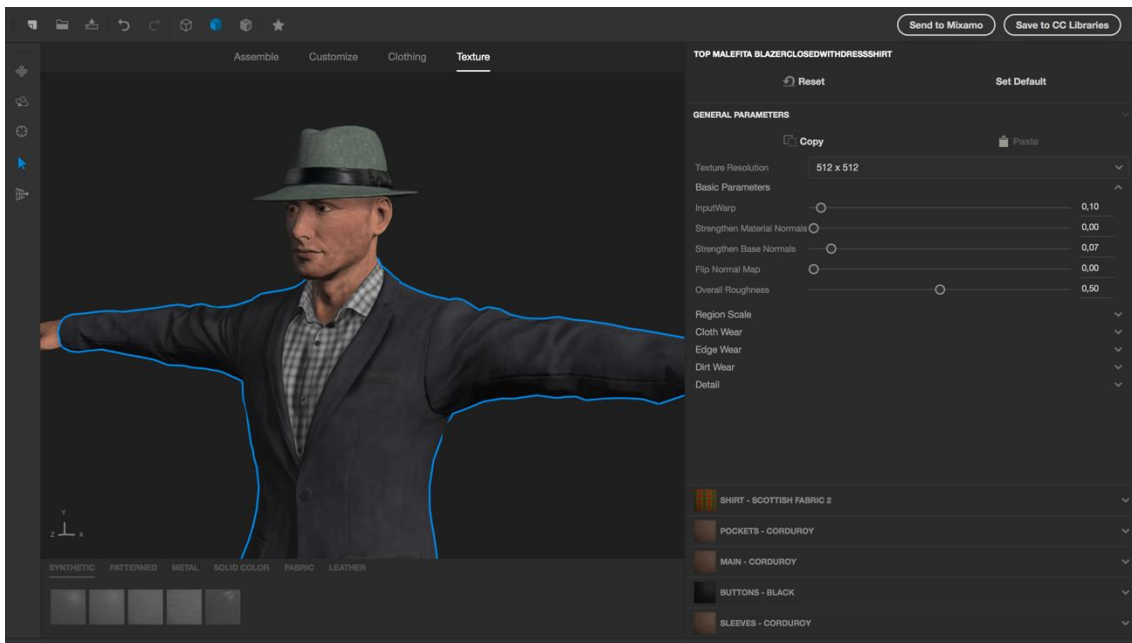 Send to Mixamo
Save to CC Libraries
Assemble
Customize
Clothing
Texture
TOP MALEFITA BLAZERCLOSEDWITHDRESSSHIRT
Reset
Set Default
GENERAL PARAMETERS
Copy
Paste
Texture Resolution
512 x 512
Basic Parameters
InputWarp
0,10
Strengthen Material Normals
0,00
Strengthen Base Normals
0,07
Flip Normal Map
0,00
Overall Roughness
0,50
Region Scale
Cloth Wear
Edge Wear
Dirt Wear
Detail
SHIRT - SCOTTISH FABRIC 2
POCKETS - CORDUROY
MAIN - CORDUROY
BUTTONS - BLACK
SLEEVES - CORDUROY
Y
Z
X
SYNTHETIC
PATTERNED
METAL
SOLID COLOR
FABRIC
LEATHER